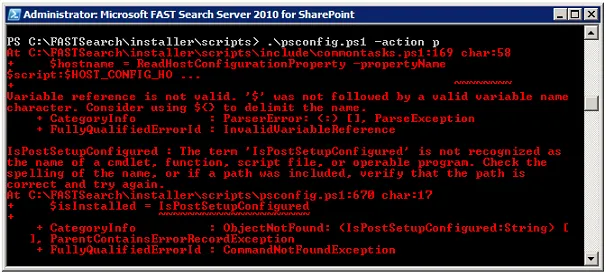 Administrator: Microsoft FAST Search Server 2010 for SharePoint
PS C:\FASTSearch\installer\scripts> .\psconfig.ps1 -action p
At C:\FASTSearch\installer\scripts\include\commontasks.ps1:169 char:58
+     $hostname = ReadHostConfigurationProperty -propertyName
$script:$HOST_CONFIG_HO ...
+                                                          ~~~~~~~~
Variable reference is not valid. '$' was not followed by a valid variable name
character. Consider using ${} to delimit the name.
    + CategoryInfo          : ParserError: (:) [], ParseException
    + FullyQualifiedErrorId : InvalidVariableReference
IsPostSetupConfigured : The term 'IsPostSetupConfigured' is not recognized as
the name of a cmdlet, function, script file, or operable program. Check the
spelling of the name, or if a path was included, verify that the path is
correct and try again.
At C:\FASTSearch\installer\scripts\psconfig.ps1:670 char:17
+     $isInstalled = IsPostSetupConfigured
+                    ~~~~~~~~~~~~~~~~~~~~~
    + CategoryInfo          : ObjectNotFound: (IsPostSetupConfigured:String) [
   ], ParentContainsErrorRecordException
    + FullyQualifiedErrorId : CommandNotFoundException